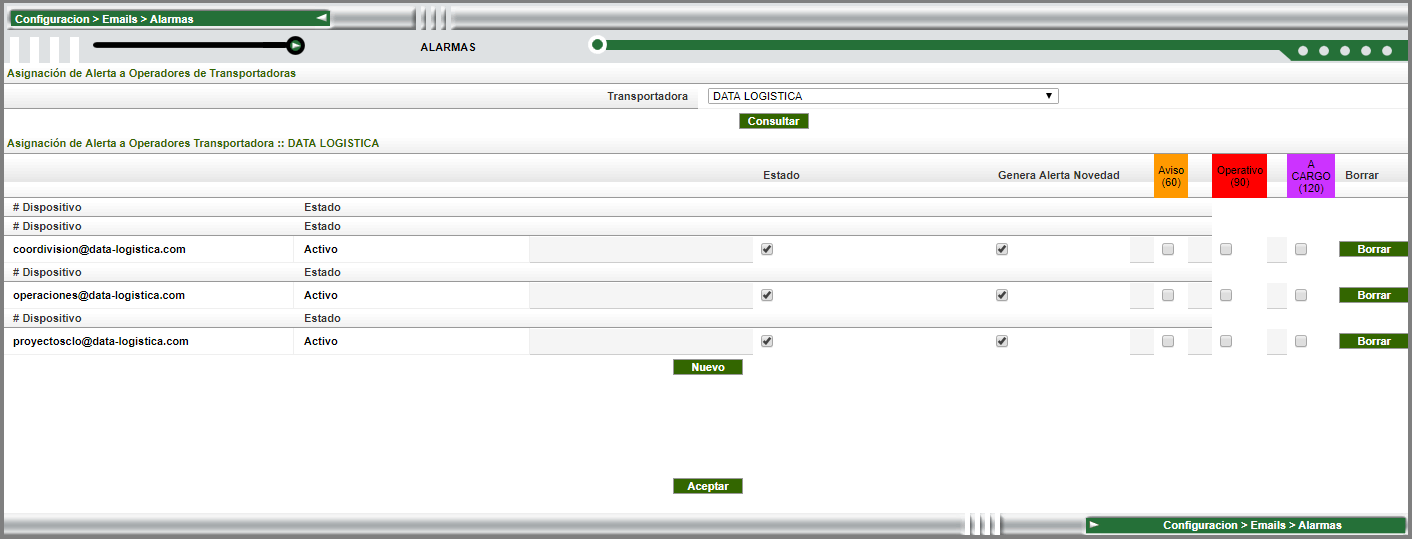 Configuracion > Emails > Alarmas
ALARMAS
Asignación de Alerta a Operadores de Transportadoras
Transportadora DATA LOGISTICA
Consultar
Asignación de Alerta a Operadores Transportadora :: DATA LOGISTICA
Estado Genera Alerta Novedad Aviso (60) Operativo (90) A CARGO (120) Borrar
# Dispositivo Estado
# Dispositivo Estado
coordivision@data-logistica.com Activo Borrar
# Dispositivo Estado
operaciones@data-logistica.com Activo Borrar
# Dispositivo Estado
proyectosclo@data-logistica.com Activo Borrar
Nuevo
Aceptar
Configuracion > Emails > Alarmas